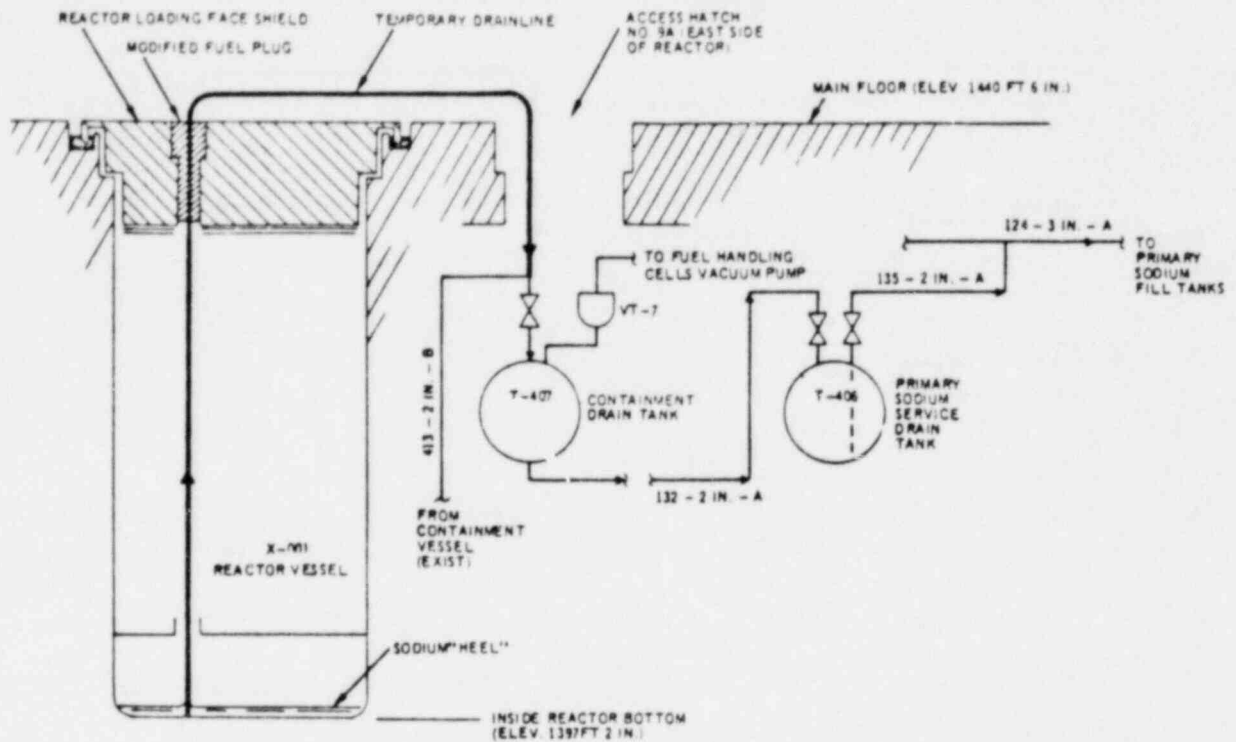 REACTOR LOADING FACE SHIELD
MODIFIED FUEL PLUG
TEMPORARY DRAINLINE
ACCESS HATCH
NO. 9A (EAST SIDE
OF REACTOR)
MAIN FLOOR (ELEV. 1440 FT 6 IN.)
124 - 3 IN. - A
TO
PRIMARY
SODIUM
FILL TANKS
TO FUEL HANDLING
CELLS VACUUM PUMP
135 - 2 IN. - A
VT-7
413 - 2 IN. - B
T-407
CONTAINMENT
DRAIN TANK
T-406
PRIMARY
SODIUM
SERVICE
DRAIN
TANK
132 - 2 IN. - A
FROM
CONTAINMENT
VESSEL
(EXIST)
REACTOR VESSEL
SODIUM "HEEL"
INSIDE REACTOR BOTTOM
(ELEV. 1397 FT 2 IN.)